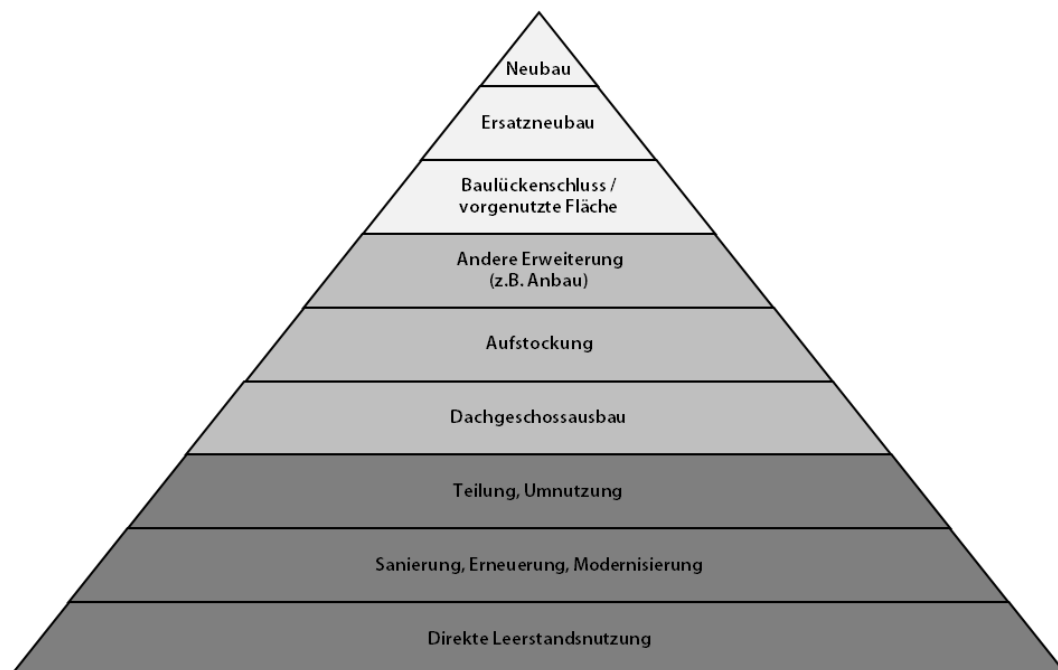 Neubau
Ersatzneubau
Baulückenschluss /
vorgenutzte Fläche
Andere Erweiterung
(z.B. Anbau)
Aufstockung
Dachgeschossausbau
Teilung, Umnutzung
Sanierung, Erneuerung, Modernisierung
Direkte Leerstandsnutzung